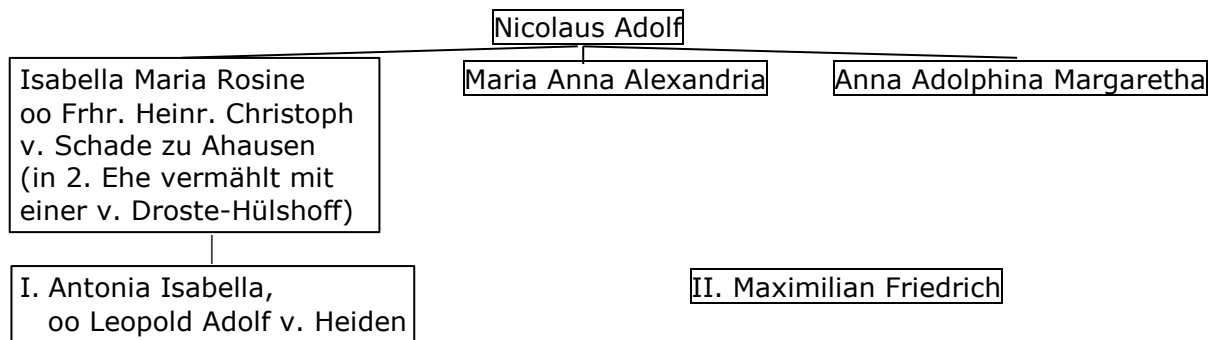 Nicolaus Adolf
Isabella Maria Rosine
oo Frhr. Heinr. Christoph
v. Schade zu Ahausen
(in 2. Ehe vermählt mit
einer v. Droste-Hülshoff)
Maria Anna Alexandria
Anna Adolphina Margaretha
I. Antonia Isabella,
oo Leopold Adolf v. Heiden
II. Maximilian Friedrich